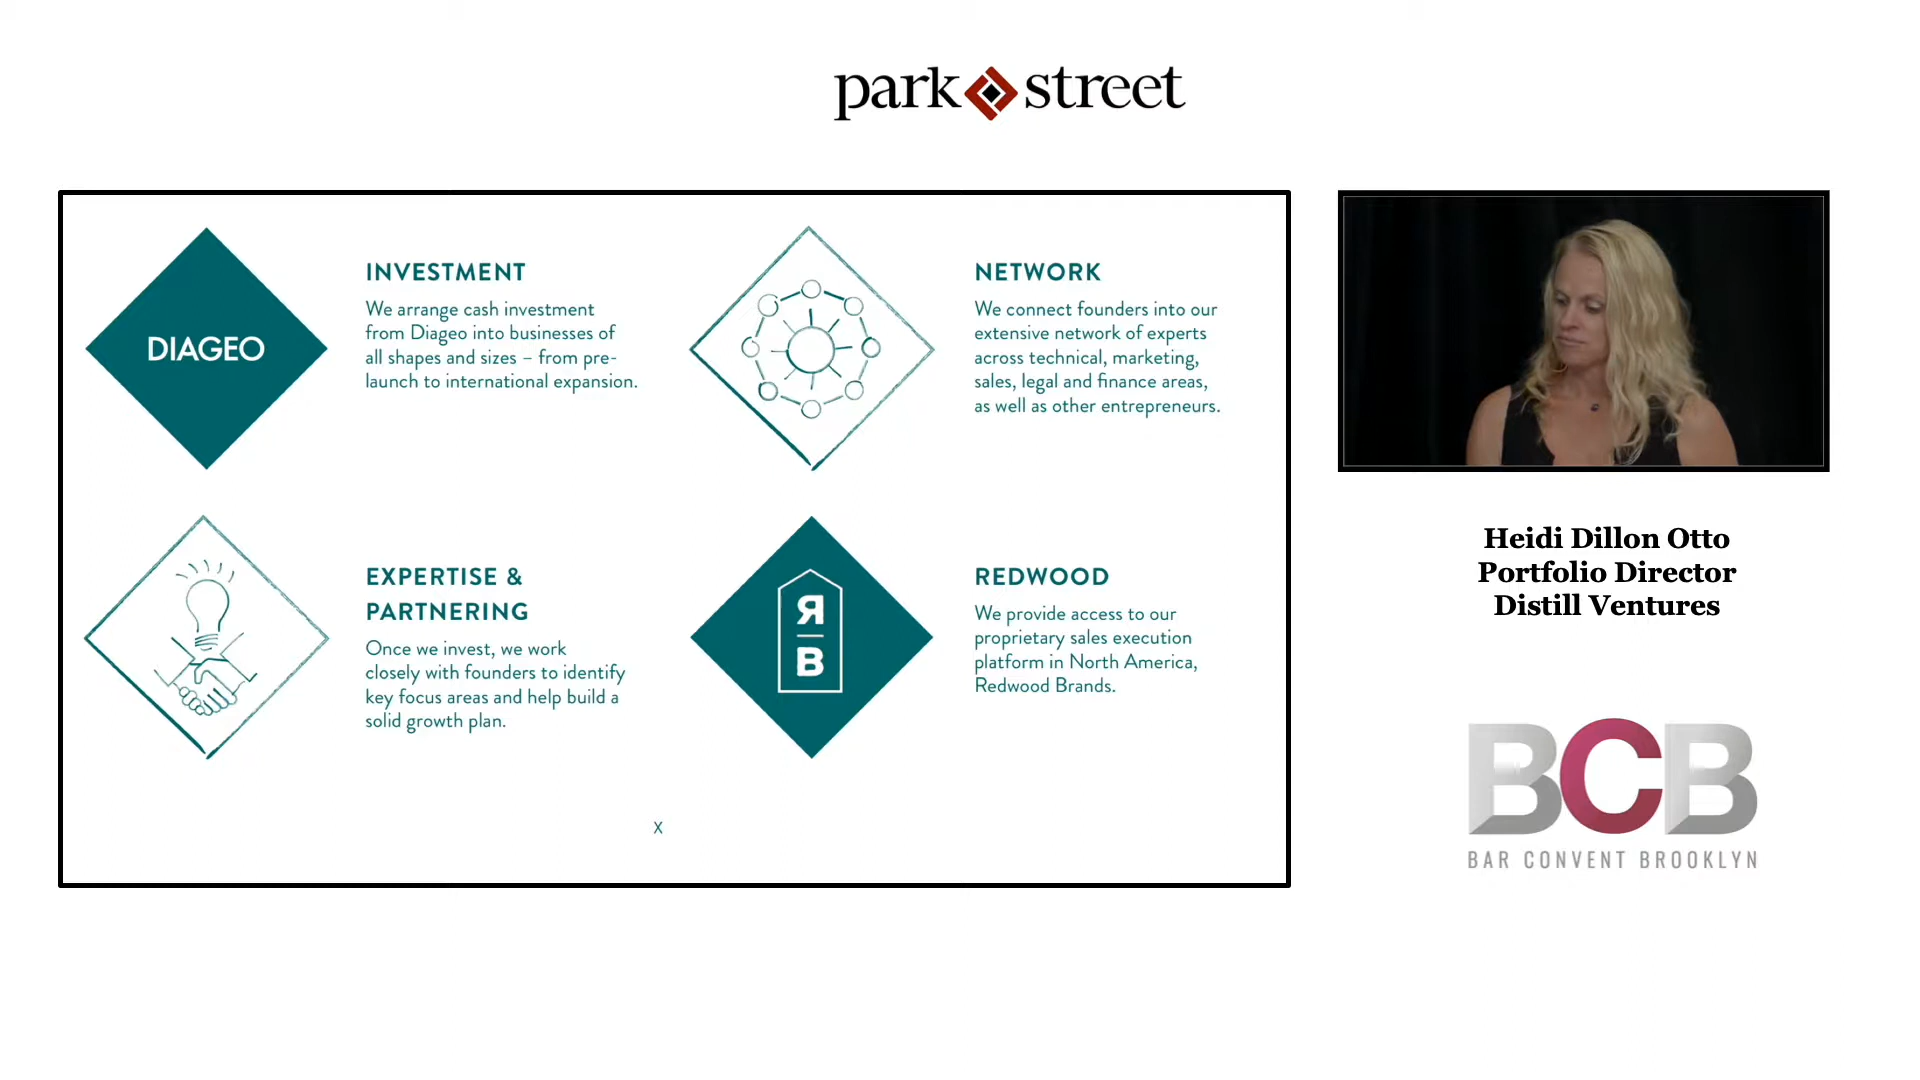 park street
DIAGEO
INVESTMENT
We arrange cash investment
from Diageo into businesses of
all shapes and sizes – from pre-
launch to international expansion.
NETWORK
We connect founders into our
extensive network of experts
across technical, marketing,
sales, legal and finance areas,
as well as other entrepreneurs.
EXPERTISE &
PARTNERING
Once we invest, we work
closely with founders to identify
key focus areas and help build a
solid growth plan.
R
B
REDWOOD
We provide access to our
proprietary sales execution
platform in North America,
Redwood Brands.
X
Heidi Dillon Otto
Portfolio Director
Distill Ventures
BCB
BAR CONVENT BROOKLYN